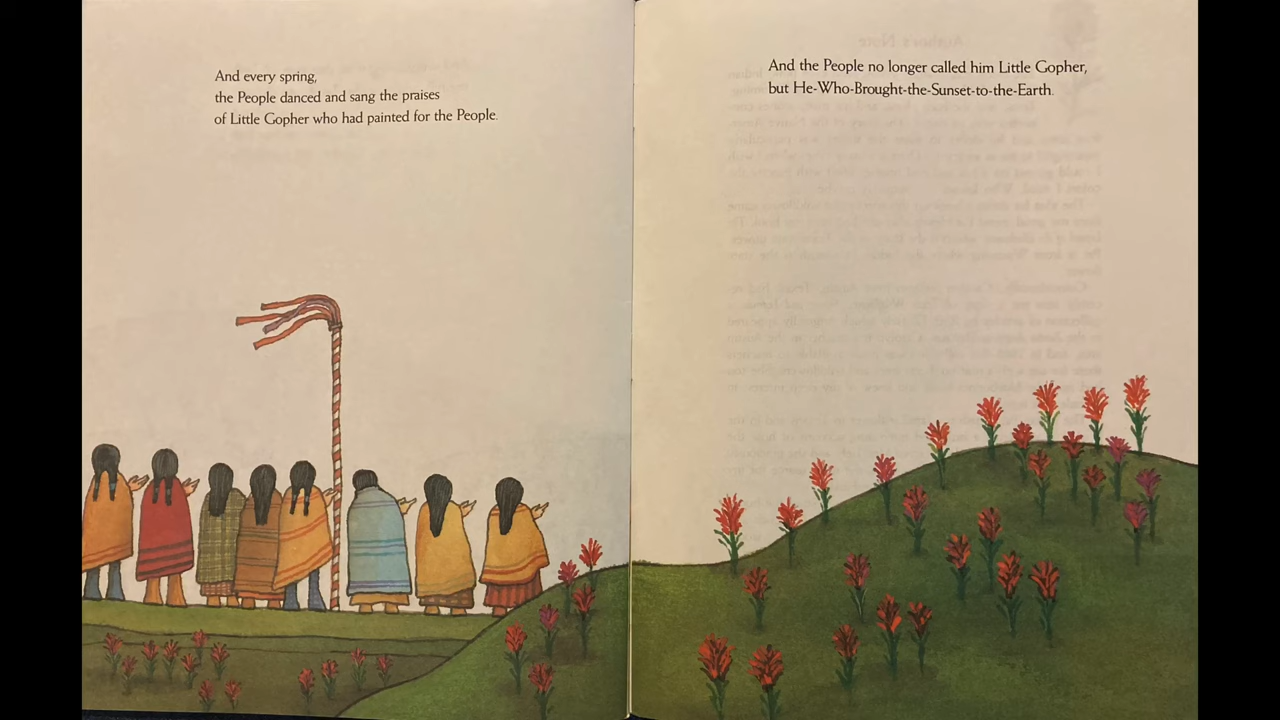 And every spring,
the People danced and sang the praises
of Little Gopher who had painted for the People.
And the People no longer called him Little Gopher,
but He-Who-Brought-the-Sunset-to-the-Earth.